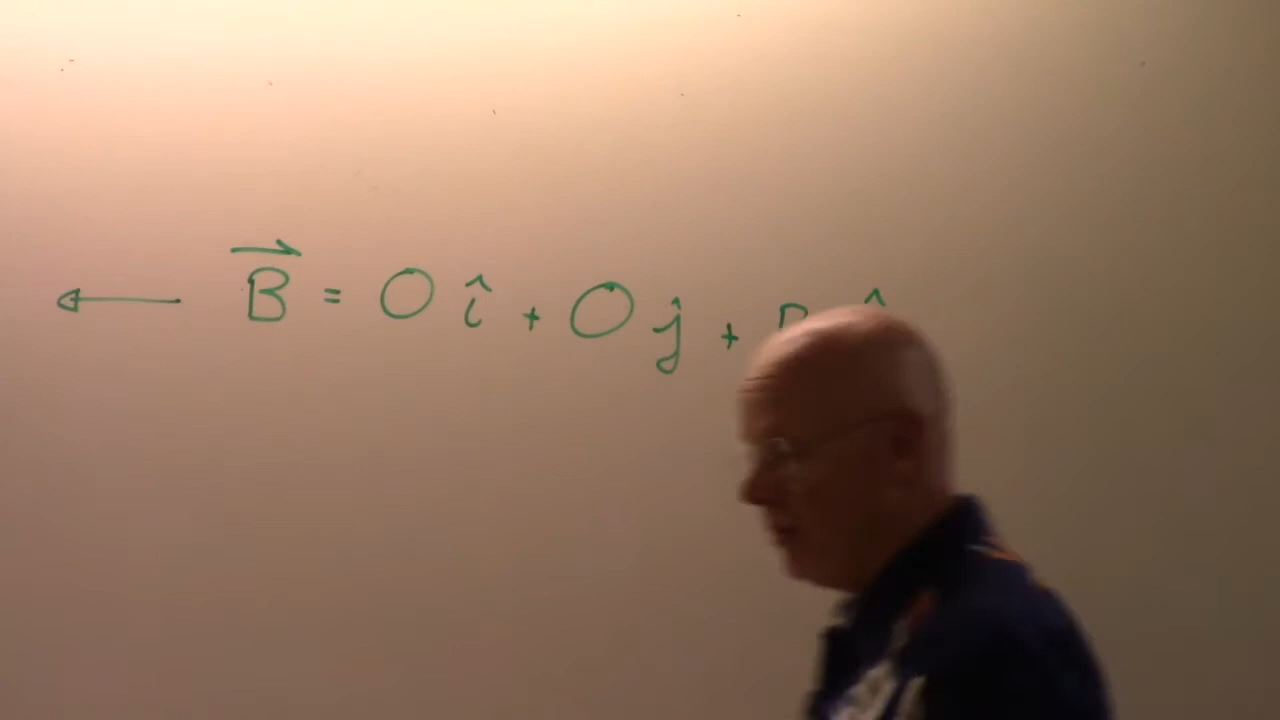 ← B⃗ = 0 î + 0 ĵ +